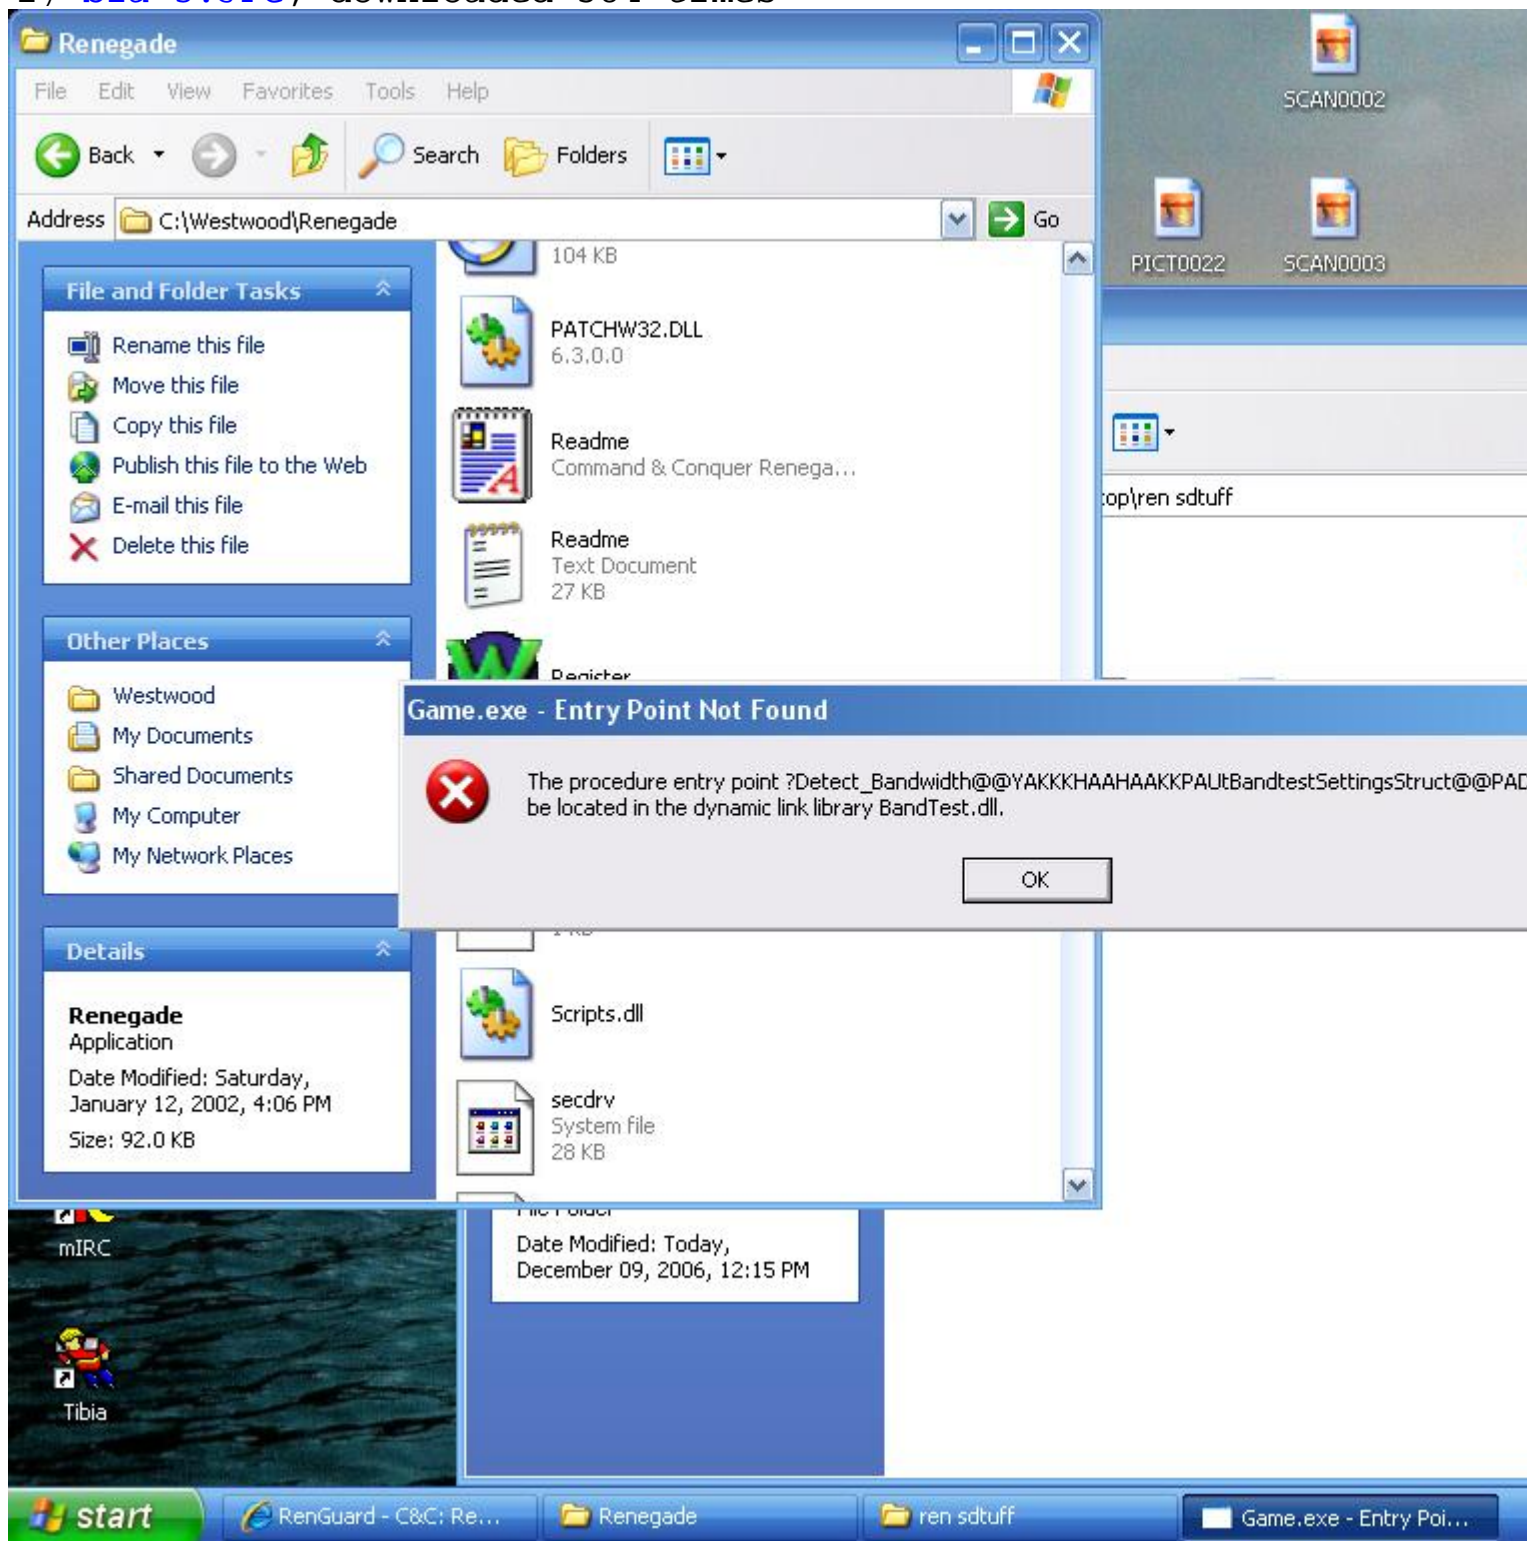 Renegade
File Edit View Favorites Tools Help
Back Search Folders
Address C:\Westwood\Renegade Go
File and Folder Tasks
Rename this file
Move this file
Copy this file
Publish this file to the Web
E-mail this file
Delete this file
Other Places
Westwood
My Documents
Shared Documents
My Computer
My Network Places
Details
Renegade
Application
Date Modified: Saturday,
January 12, 2002, 4:06 PM
Size: 92.0 KB
104 KB
PATCHW32.DLL
6.3.0.0
Readme
Command & Conquer Renega...
Readme
Text Document
27 KB
Register
Scripts.dll
secdrv
System file
28 KB
SCAN0002
PICT0022
SCAN0003
top\ren sdtuff
Game.exe - Entry Point Not Found
The procedure entry point ?Detect_Bandwidth@@YAKKKHAAHAAKKPAUtBandtestSettingsStruct@@PAD
be located in the dynamic link library BandTest.dll.
OK
File Folder
Date Modified: Today,
December 09, 2006, 12:15 PM
mIRC
Tibia
start
RenGuard - C&C: Re...
Renegade
ren sdtuff
Game.exe - Entry Poi...